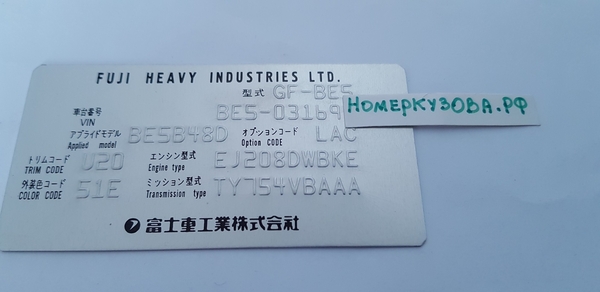 FUJI HEAVY INDUSTRIES LTD.
型式 GF-BE5
車台番号 VIN BE5-03169
НОМЕРКУЗОВА.РФ
アプライドモデル Applied model BE5B48D オプションコード Option CODE LAC
トリムコード TRIM CODE U20 エンジン型式 Engine type EJ208DWBKE
外装色コード COLOR CODE 51E ミッション型式 Transmission type TY754VBAAA
富士重工業株式会社